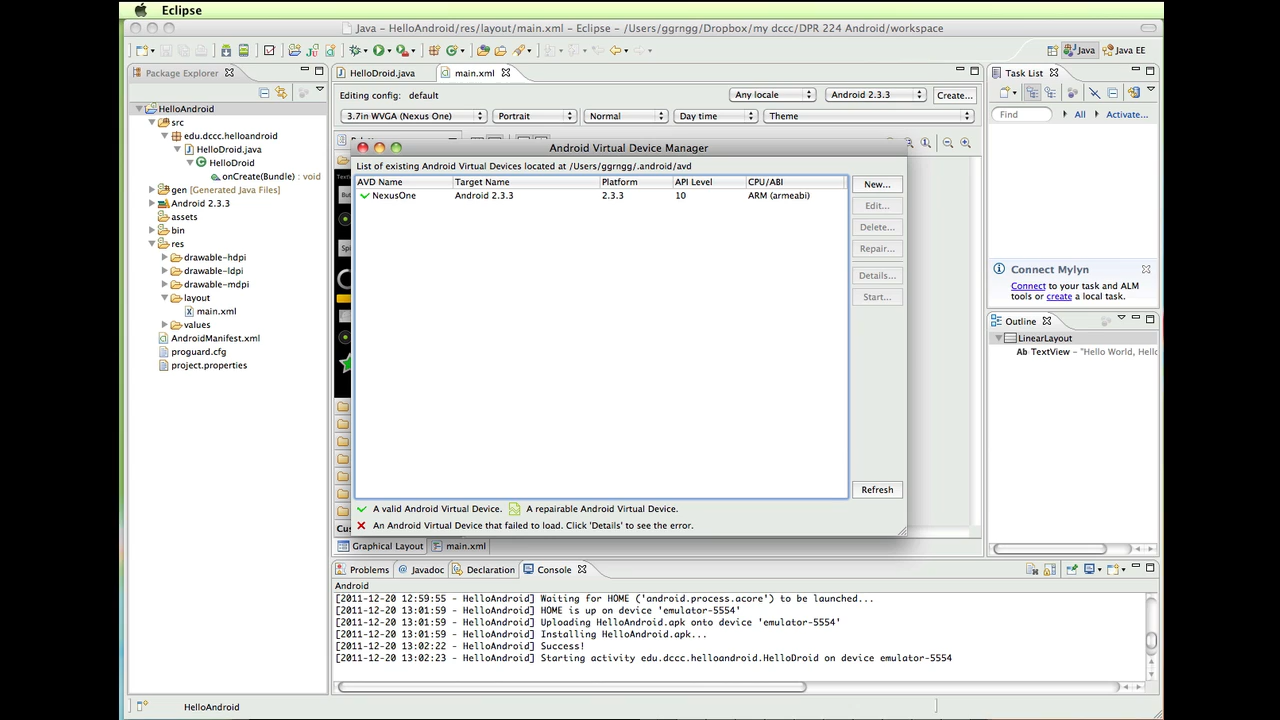 Eclipse
Java - HelloAndroid/res/layout/main.xml - Eclipse - /Users/ggrngg/Dropbox/my dccc/DPR 224 Android/workspace
Java
Java EE
Package Explorer
HelloAndroid
src
edu.dccc.helloandroid
HelloDroid.java
HelloDroid
onCreate(Bundle) : void
gen [Generated Java Files]
Android 2.3.3
assets
bin
res
drawable-hdpi
drawable-ldpi
drawable-mdpi
layout
main.xml
values
AndroidManifest.xml
proguard.cfg
project.properties
HelloDroid.java
main.xml
Editing config: default
Any locale
Android 2.3.3
Create...
3.7in WVGA (Nexus One)
Portrait
Normal
Day time
Theme
Android Virtual Device Manager
List of existing Android Virtual Devices located at /Users/ggrngg/.android/avd
AVD Name Target Name Platform API Level CPU/ABI
NexusOne Android 2.3.3 2.3.3 10 ARM (armeabi)
New...
Edit...
Delete...
Repair...
Details...
Start...
Refresh
A valid Android Virtual Device. A repairable Android Virtual Device.
An Android Virtual Device that failed to load. Click 'Details' to see the error.
Graphical Layout
main.xml
Task List
Find
All
Activate...
Connect Mylyn
Connect to your task and ALM
tools or create a local task.
Outline
LinearLayout
Ab TextView - "Hello World, Hello
Problems
@ Javadoc
Declaration
Console
Android
[2011-12-20 12:59:55 - HelloAndroid] Waiting for HOME ('android.process.acore') to be launched...
[2011-12-20 13:01:59 - HelloAndroid] HOME is up on device 'emulator-5554'
[2011-12-20 13:01:59 - HelloAndroid] Uploading HelloAndroid.apk onto device 'emulator-5554'
[2011-12-20 13:01:59 - HelloAndroid] Installing HelloAndroid.apk...
[2011-12-20 13:02:22 - HelloAndroid] Success!
[2011-12-20 13:02:23 - HelloAndroid] Starting activity edu.dccc.helloandroid.HelloDroid on device emulator-5554
HelloAndroid